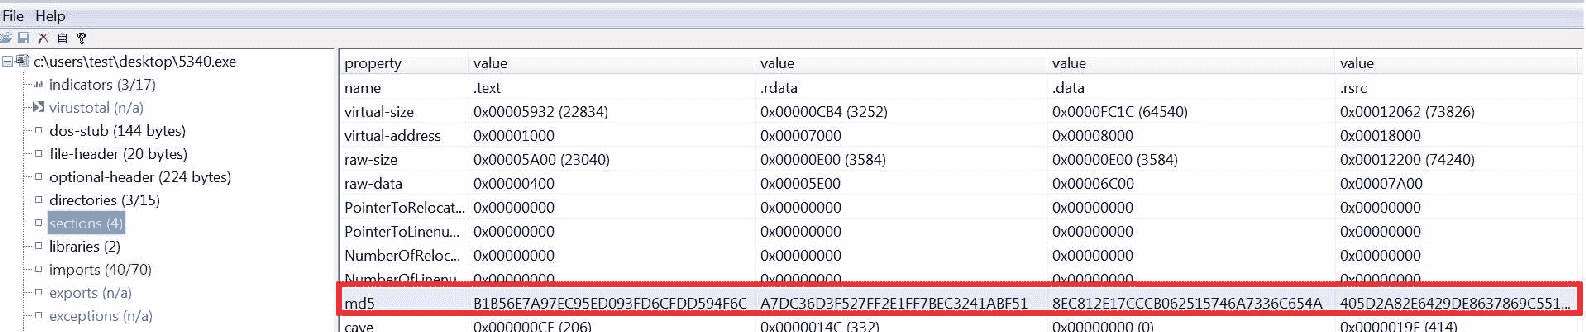 File Help
c:\users\test\desktop\5340.exe
indicators (3/17)
virustotal (n/a)
dos-stub (144 bytes)
file-header (20 bytes)
optional-header (224 bytes)
directories (3/15)
sections (4)
libraries (2)
imports (40/70)
exports (n/a)
exceptions (n/a)
property value value value value
name .text .rdata .data .rsrc
virtual-size 0x00005932 (22834) 0x00000CB4 (3252) 0x0000FC1C (64540) 0x00012062 (73826)
virtual-address 0x00001000 0x00007000 0x00008000 0x00018000
raw-size 0x00005A00 (23040) 0x00000E00 (3584) 0x00000E00 (3584) 0x00012200 (74240)
raw-data 0x00000400 0x00005E00 0x00006C00 0x00007A00
PointerToRelocat... 0x00000000 0x00000000 0x00000000 0x00000000
PointerToLinenu... 0x00000000 0x00000000 0x00000000 0x00000000
NumberOfReloc... 0x00000000 0x00000000 0x00000000 0x00000000
NumberOfLinenu... 0x00000000 0x00000000 0x00000000 0x00000000
md5 B1B56E7A97EC95ED093FD6CFDD594F6C A7DC36D3F527FF2E1FF7BEC3241ABF51 8EC812E17CCCB062515746A7336C654A 405D2A82E6429DE8637869C551...
cave 0x000000CE (206) 0x0000014C (332) 0x00000000 (0) 0x0000019E (414)